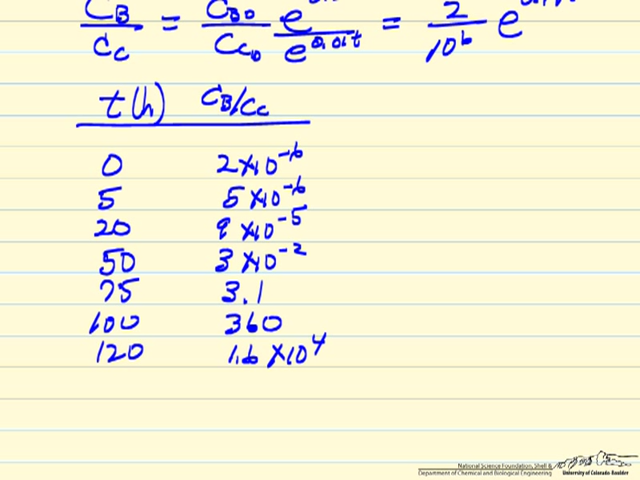 C_B/C_C = C_B0/C_C0 e/e^0.01t = 2/10^6 e
t(h) C_B/C_C
0 2×10^-6
5 5×10^-6
20 9×10^-5
50 3×10^-2
75 3.1
100 360
120 1.6×10^4
National Science Foundation, Shell &
Department of Chemical and Biological Engineering University of Colorado Boulder